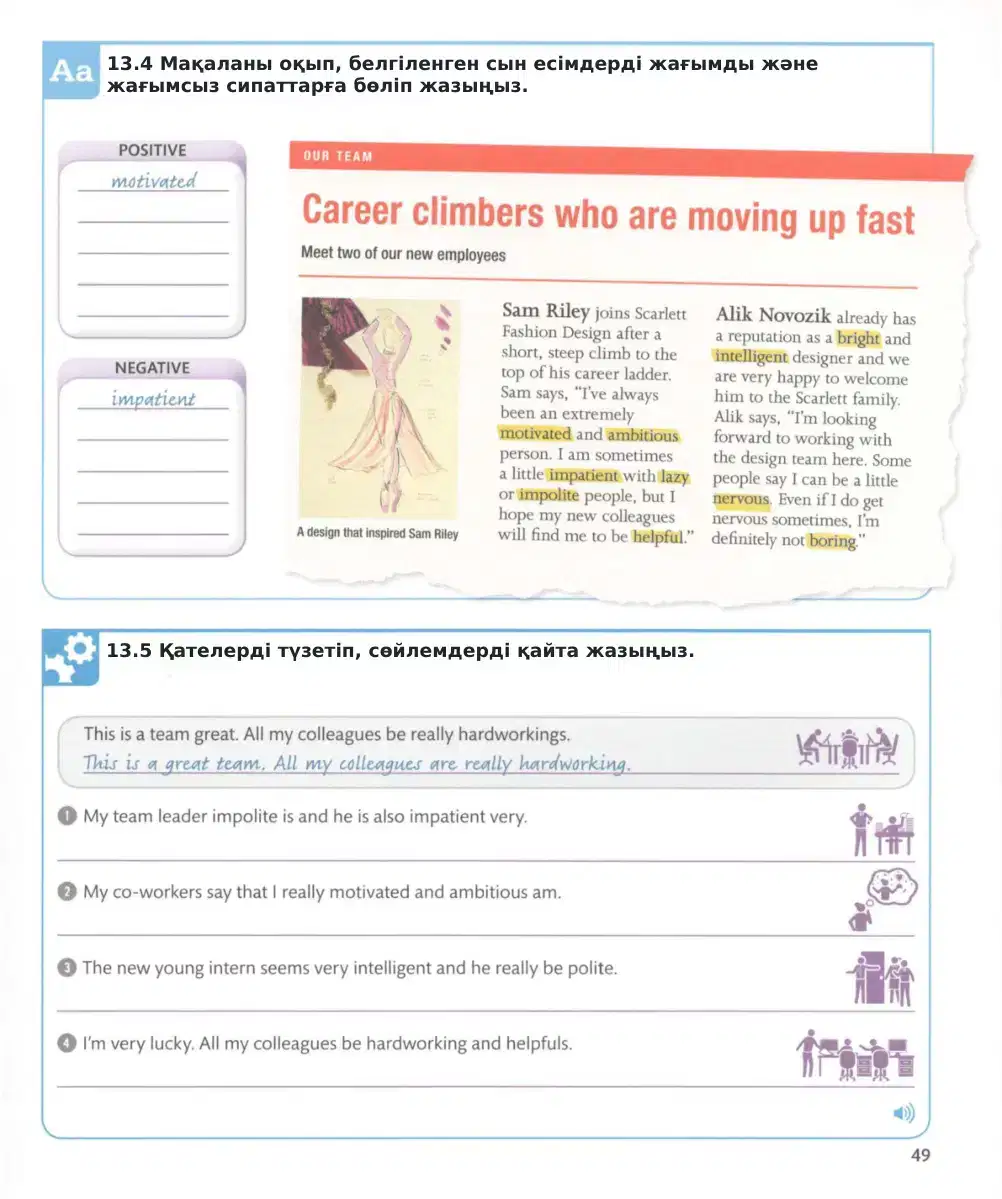 Aa
13.4 Мақаланы оқып, белгіленген сын есімдерді жағымды және
жағымсыз сипаттарға бөліп жазыңыз.
POSITIVE
motivated
NEGATIVE
impatient
OUR TEAM
Career climbers who are moving up fast
Meet two of our new employees
A design that inspired Sam Riley
Sam Riley joins Scarlett
Fashion Design after a
short, steep climb to the
top of his career ladder.
Sam says, “I’ve always
been an extremely
motivated and ambitious
person. I am sometimes
a little impatient with lazy
or impolite people, but I
hope my new colleagues
will find me to be helpful.”
Alik Novozik already has
a reputation as a bright and
intelligent designer and we
are very happy to welcome
him to the Scarlett family.
Alik says, “I’m looking
forward to working with
the design team here. Some
people say I can be a little
nervous. Even if I do get
nervous sometimes, I’m
definitely not boring.”
13.5 Қателерді түзетіп, сөйлемдерді қайта жазыңыз.
This is a team great. All my colleagues be really hardworkings.
This is a great team. All my colleagues are really hardworking.
1 My team leader impolite is and he is also impatient very.
2 My co-workers say that I really motivated and ambitious am.
3 The new young intern seems very intelligent and he really be polite.
4 I’m very lucky. All my colleagues be hardworking and helpfuls.
49